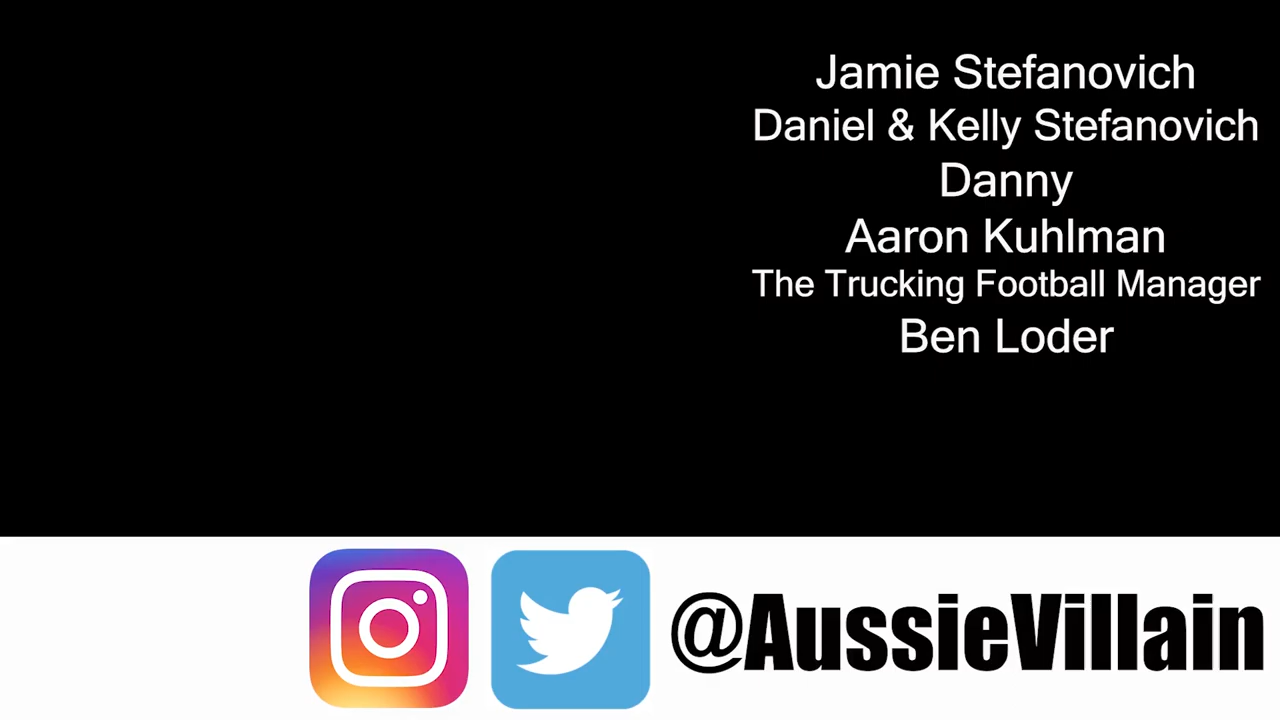 Jamie Stefanovich
Daniel & Kelly Stefanovich
Danny
Aaron Kuhlman
The Trucking Football Manager
Ben Loder
@AussieVillain